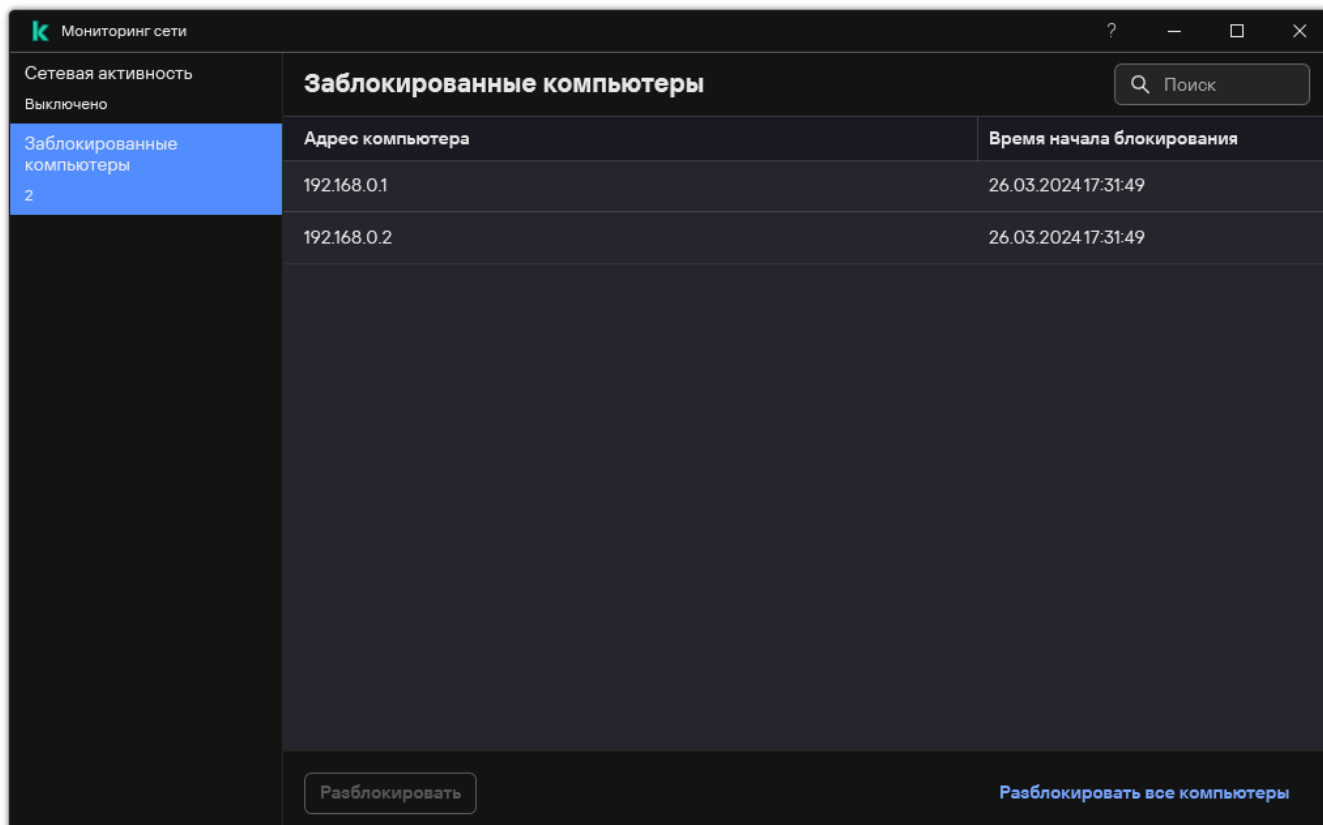 Мониторинг сети
?
Сетевая активность
Выключено
Заблокированные
компьютеры
2
Заблокированные компьютеры
Поиск
Адрес компьютера Время начала блокирования
192.168.0.1 26.03.2024 17:31:49
192.168.0.2 26.03.2024 17:31:49
Разблокировать
Разблокировать все компьютеры